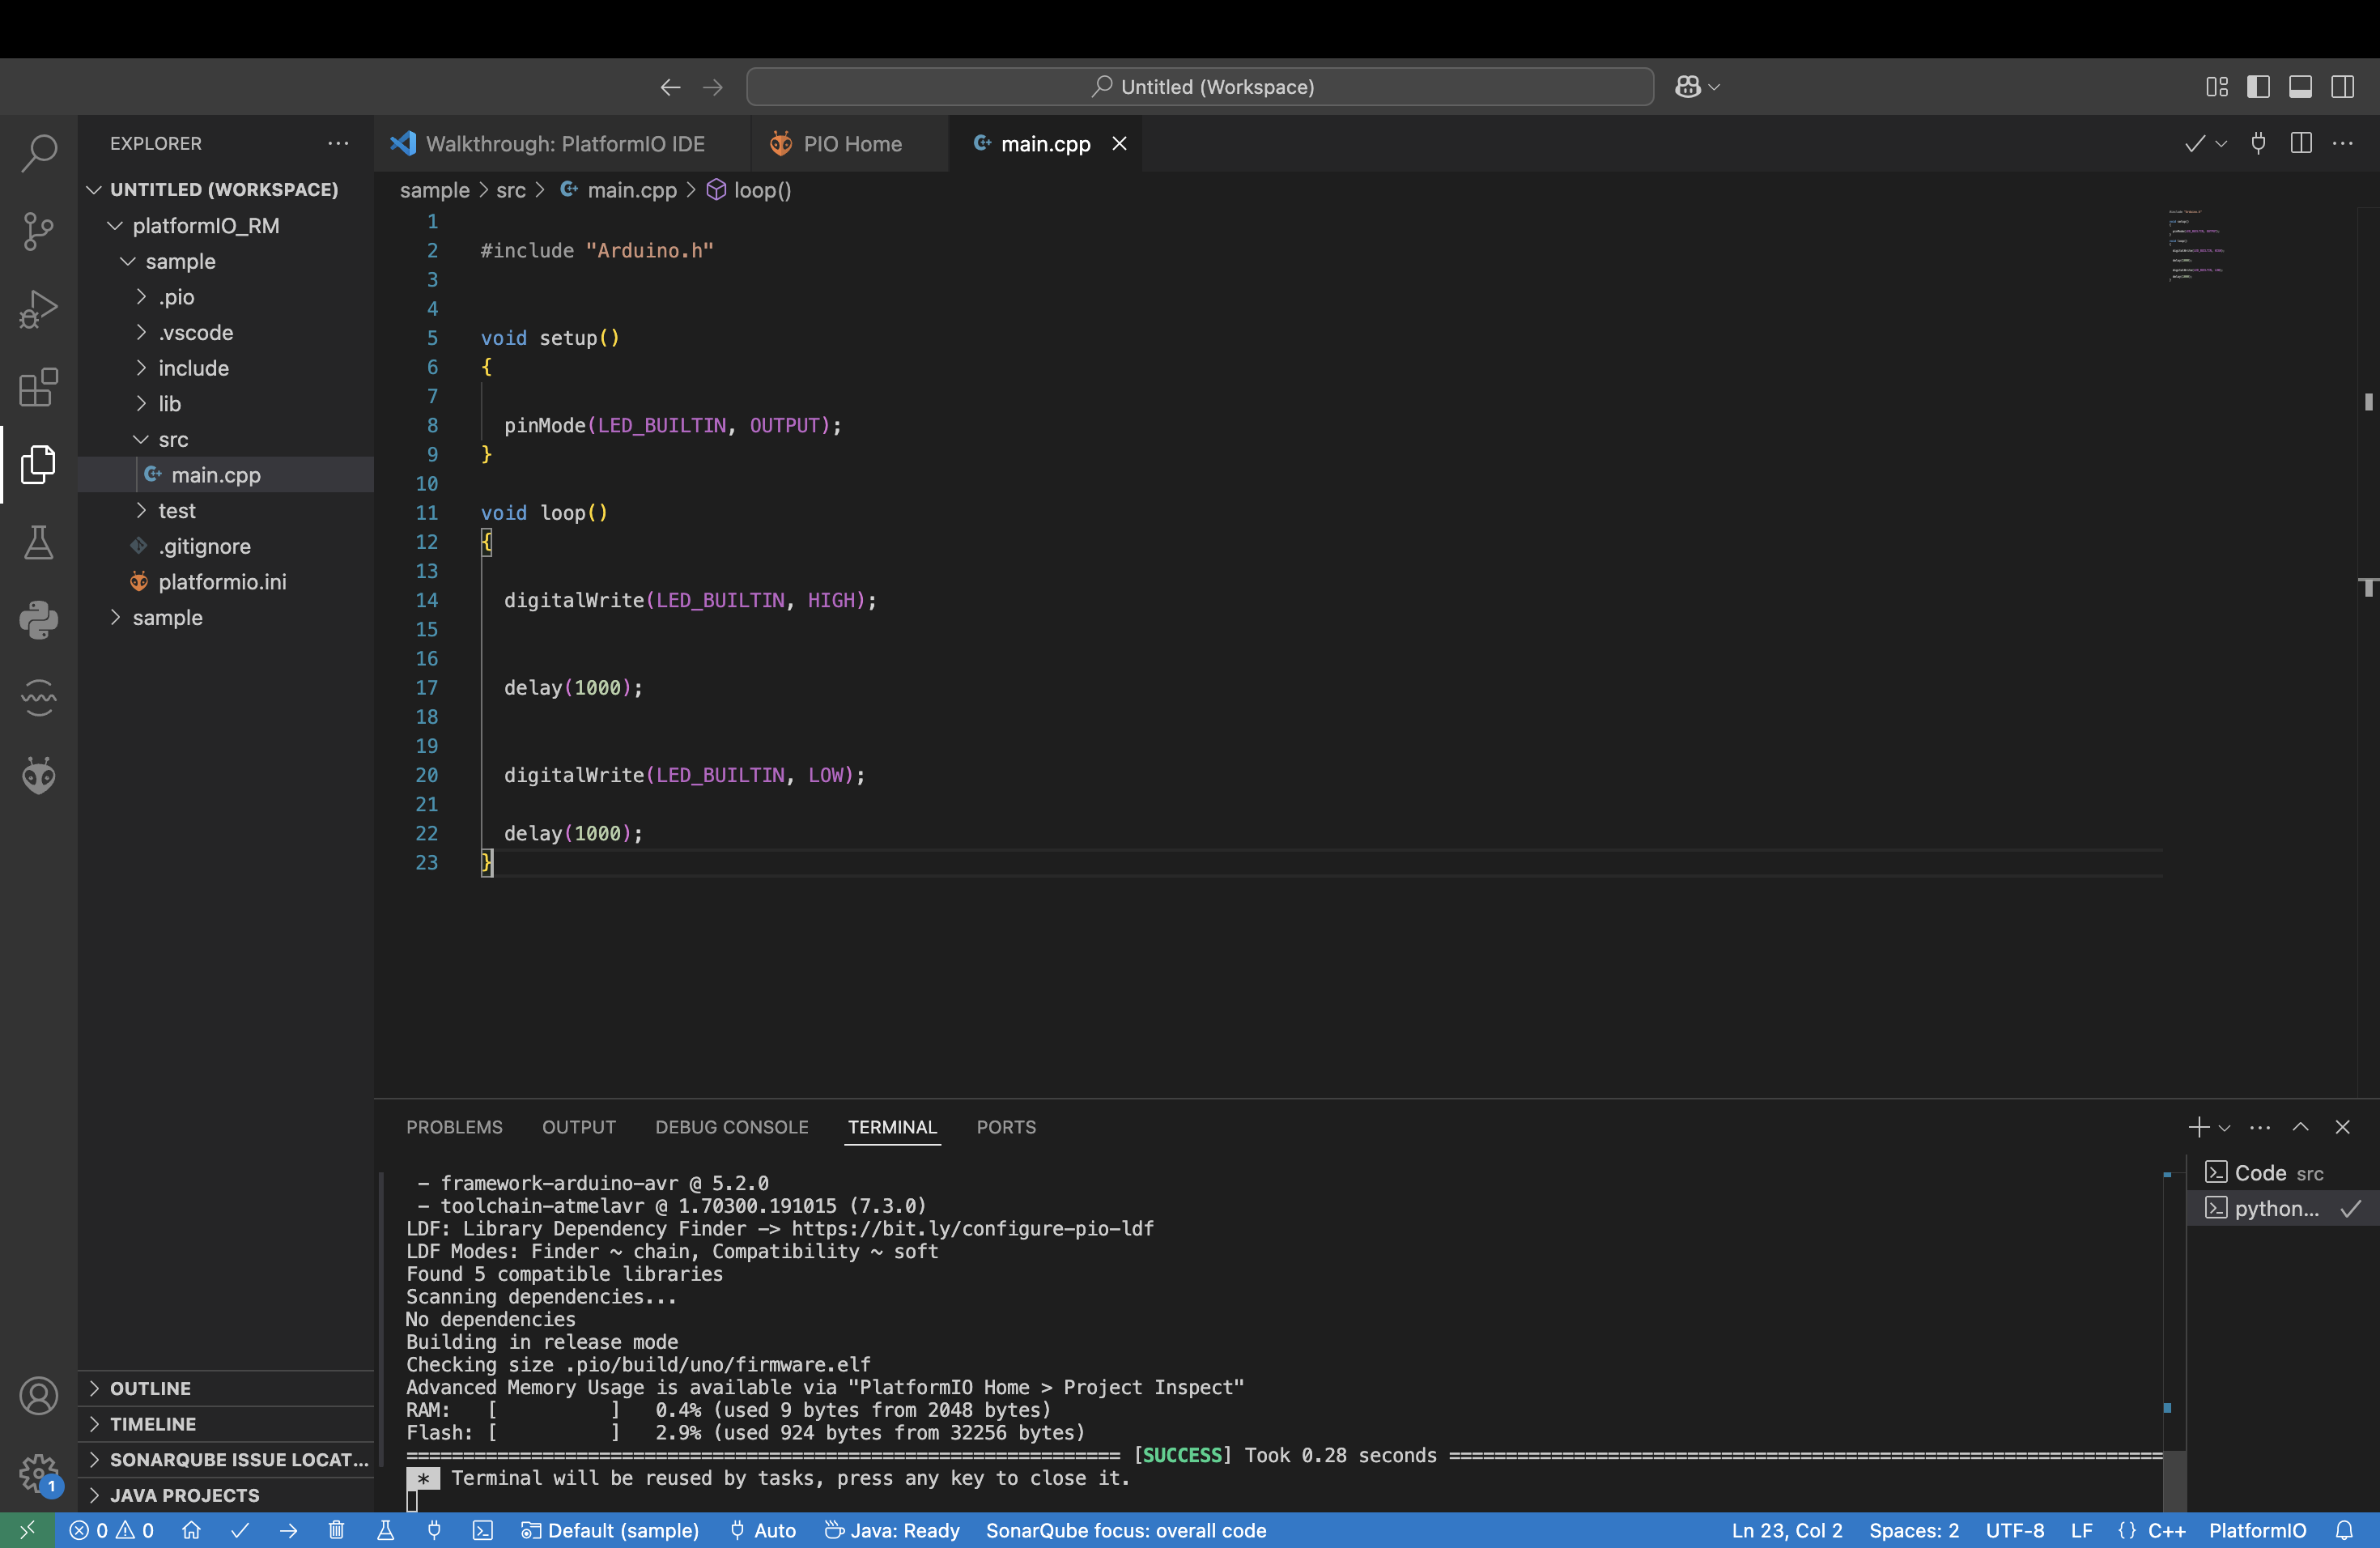 Untitled (Workspace)
EXPLORER
UNTITLED (WORKSPACE)
platformIO_RM
sample
.pio
.vscode
include
lib
src
main.cpp
test
.gitignore
platformio.ini
sample
OUTLINE
TIMELINE
SONARQUBE ISSUE LOCAT...
JAVA PROJECTS
1
Walkthrough: PlatformIO IDE
PIO Home
main.cpp
sample > src > main.cpp > loop()
1
2 #include "Arduino.h"
3
4
5 void setup()
6 {
7
8 pinMode(LED_BUILTIN, OUTPUT);
9 }
10
11 void loop()
12 {
13
14 digitalWrite(LED_BUILTIN, HIGH);
15
16
17 delay(1000);
18
19
20 digitalWrite(LED_BUILTIN, LOW);
21
22 delay(1000);
23 }
PROBLEMS OUTPUT DEBUG CONSOLE TERMINAL PORTS
- framework-arduino-avr @ 5.2.0
- toolchain-atmelavr @ 1.70300.191015 (7.3.0)
LDF: Library Dependency Finder -> https://bit.ly/configure-pio-ldf
LDF Modes: Finder ~ chain, Compatibility ~ soft
Found 5 compatible libraries
Scanning dependencies...
No dependencies
Building in release mode
Checking size .pio/build/uno/firmware.elf
Advanced Memory Usage is available via "PlatformIO Home > Project Inspect"
RAM: [ ] 0.4% (used 9 bytes from 2048 bytes)
Flash: [ ] 2.9% (used 924 bytes from 32256 bytes)
=============================================================== [SUCCESS] Took 0.28 seconds ===============================================================
* Terminal will be reused by tasks, press any key to close it.
Code src
python...
0 0 Default (sample) Auto Java: Ready SonarQube focus: overall code Ln 23, Col 2 Spaces: 2 UTF-8 LF {} C++ PlatformIO